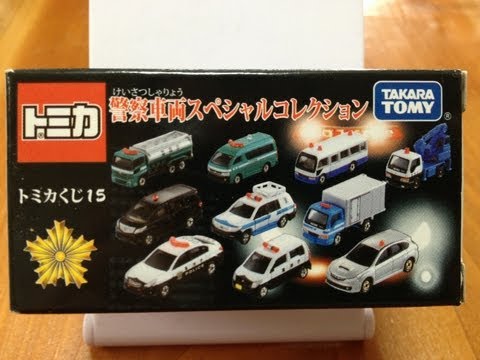 けいさつしゃりょう
警察車両スペシャルコレクション
トミカ
®
TAKARA
TOMY
®
トミカくじ15
POLICE